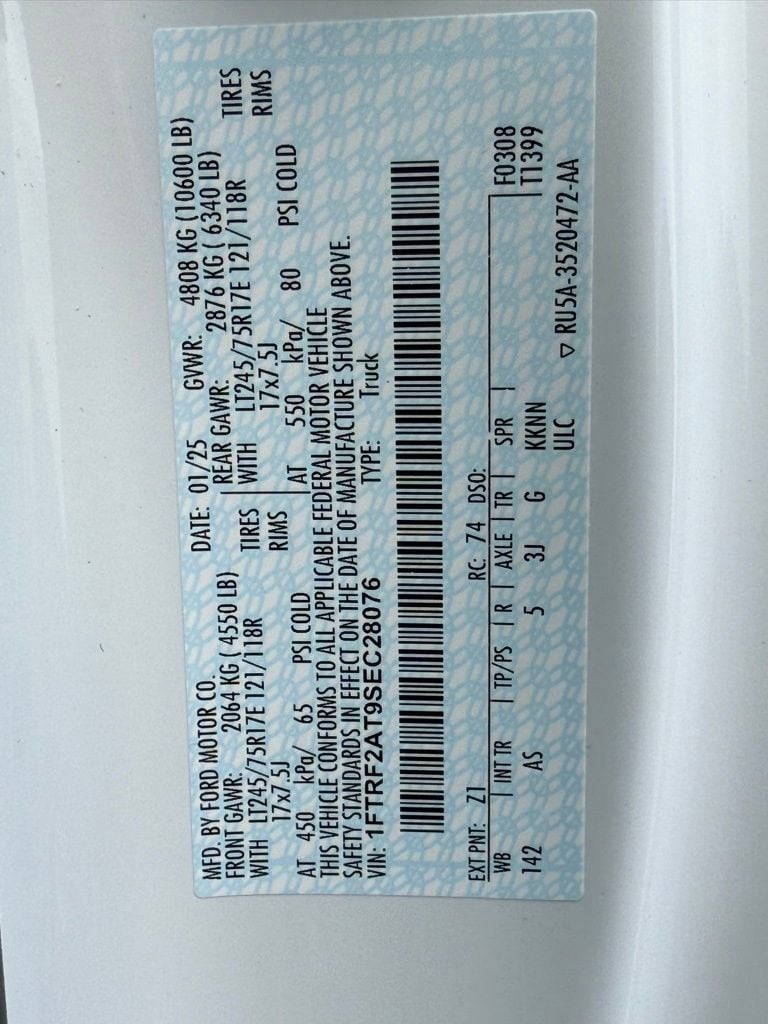 MFD. BY FORD MOTOR CO. DATE: 01/25 GVWR: 4808 KG (10600 LB)
FRONT GAWR: 2064 KG ( 4550 LB) REAR GAWR: 2876 KG ( 6340 LB)
WITH LT245/75R17E 121/118R TIRES WITH LT245/75R17E 121/118R TIRES
17x7.5J RIMS 17x7.5J RIMS
AT 450 kPa/ 65 PSI COLD AT 550 kPa/ 80 PSI COLD
THIS VEHICLE CONFORMS TO ALL APPLICABLE FEDERAL MOTOR VEHICLE
SAFETY STANDARDS IN EFFECT ON THE DATE OF MANUFACTURE SHOWN ABOVE.
VIN: 1FTRF2AT9SEC28076 TYPE: Truck
EXT PNT: Z1 RC: 74 DSO:
WB INT TR TP/PS R AXLE TR SPR F0308
142 AS 5 3J G KKNN T1399
ULC ▽ RU5A-3520472-AA